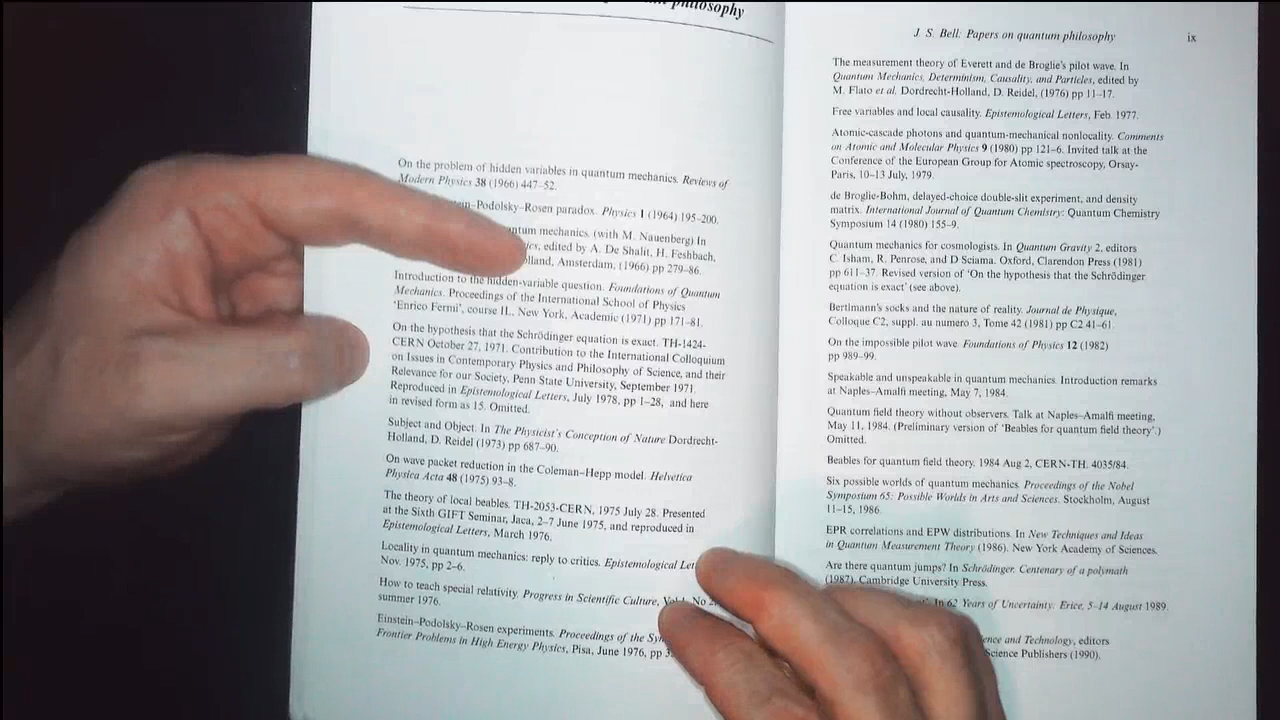 philosophy
On the problem of hidden variables in quantum mechanics. Reviews of
Modern Physics 38 (1966) 447–52.
–Podolsky–Rosen paradox. Physics 1 (1964) 195–200.
mechanics. (with M. Nauenberg) In
edited by A. De Shalit, H. Feshbach,
Amsterdam, (1966) pp 279–86.
Introduction to the hidden-variable question. Foundations of Quantum
Mechanics. Proceedings of the International School of Physics
'Enrico Fermi', course IL. New York, Academic (1971) pp 171–81.
On the hypothesis that the Schrödinger equation is exact. TH-1424-
CERN October 27, 1971. Contribution to the International Colloquium
on Issues in Contemporary Physics and Philosophy of Science, and their
Relevance for our Society, Penn State University, September 1971.
Reproduced in Epistemological Letters, July 1978, pp 1–28, and here
in revised form as 15. Omitted.
Subject and Object. In The Physicist's Conception of Nature Dordrecht-
Holland, D. Reidel (1973) pp 687–90.
On wave packet reduction in the Coleman–Hepp model. Helvetica
Physica Acta 48 (1975) 93–8.
The theory of local beables. TH-2053-CERN, 1975 July 28. Presented
at the Sixth GIFT Seminar, Jaca, 2–7 June 1975, and reproduced in
Epistemological Letters, March 1976.
Locality in quantum mechanics: reply to critics. Epistemological Let
Nov. 1975, pp 2–6.
How to teach special relativity. Progress in Scientific Culture, No
summer 1976.
Einstein–Podolsky–Rosen experiments. Proceedings of the
Frontier Problems in High Energy Physics, Pisa, June 1976, pp
J. S. Bell: Papers on quantum philosophy ix
The measurement theory of Everett and de Broglie's pilot wave. In
Quantum Mechanics, Determinism, Causality, and Particles, edited by
M. Flato et al. Dordrecht-Holland, D. Reidel, (1976) pp 11–17.
Free variables and local causality. Epistemological Letters, Feb. 1977.
Atomic-cascade photons and quantum-mechanical nonlocality. Comments
on Atomic and Molecular Physics 9 (1980) pp 121–6. Invited talk at the
Conference of the European Group for Atomic spectroscopy, Orsay-
Paris, 10–13 July, 1979.
de Broglie-Bohm, delayed-choice double-slit experiment, and density
matrix. International Journal of Quantum Chemistry: Quantum Chemistry
Symposium 14 (1980) 155–9.
Quantum mechanics for cosmologists. In Quantum Gravity 2, editors
C. Isham, R. Penrose, and D Sciama. Oxford, Clarendon Press (1981)
pp 611–37. Revised version of 'On the hypothesis that the Schrödinger
equation is exact' (see above).
Bertlmann's socks and the nature of reality. Journal de Physique,
Colloque C2, suppl. au numero 3, Tome 42 (1981) pp C2 41–61.
On the impossible pilot wave. Foundations of Physics 12 (1982)
pp 989–99.
Speakable and unspeakable in quantum mechanics. Introduction remarks
at Naples–Amalfi meeting, May 7, 1984.
Quantum field theory without observers. Talk at Naples–Amalfi meeting,
May 11, 1984. (Preliminary version of 'Beables for quantum field theory'.)
Omitted.
Beables for quantum field theory. 1984 Aug 2, CERN-TH. 4035/84.
Six possible worlds of quantum mechanics. Proceedings of the Nobel
Symposium 65: Possible Worlds in Arts and Sciences. Stockholm, August
11–15, 1986.
EPR correlations and EPW distributions. In New Techniques and Ideas
in Quantum Measurement Theory (1986). New York Academy of Sciences.
Are there quantum jumps? In Schrödinger. Centenary of a polymath
(1987). Cambridge University Press.
In 62 Years of Uncertainty. Erice, 5–14 August 1989.
and Technology, editors
Science Publishers (1990).